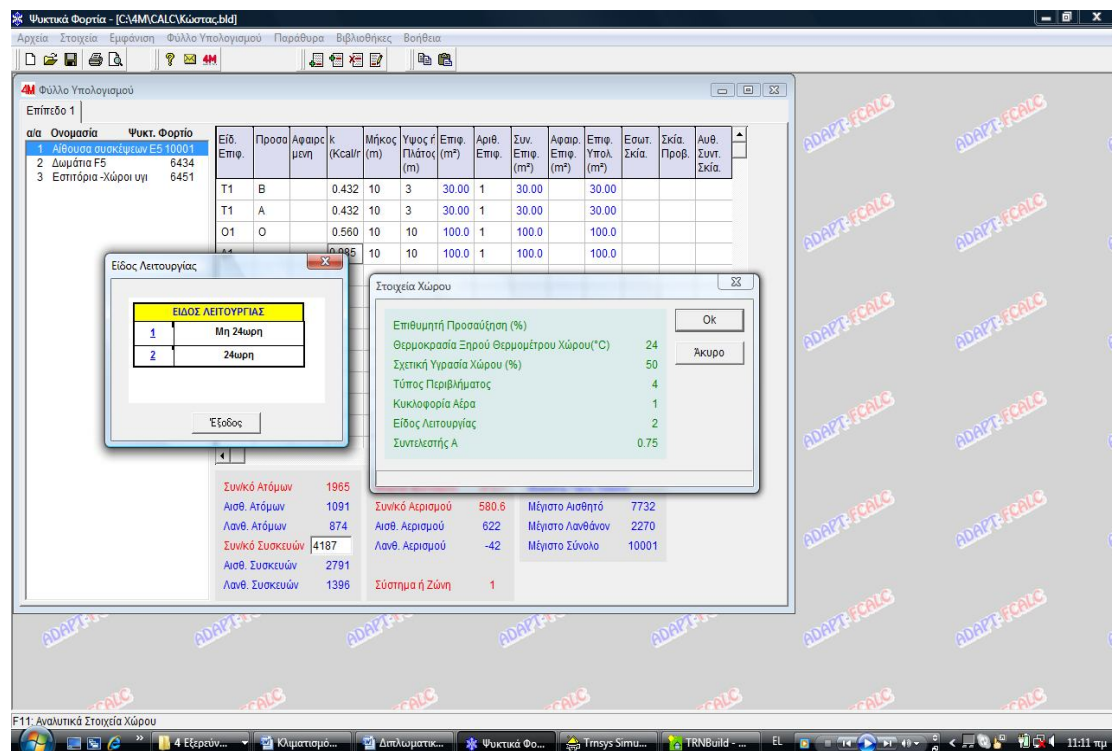 Ψυκτικά Φορτία - [C:\4M\CALC\Κώστας.bld]
Αρχεία Στοιχεία Εμφάνιση Φύλλο Υπολογισμού Παράθυρα Βιβλιοθήκες Βοήθεια
4M Φύλλο Υπολογισμού
Επίπεδο 1
α/α Ονομασία Ψυκτ. Φορτίο
1 Αίθουσα συσκέψεων E5 10001
2 Δωμάτια F5 6434
3 Εστιτόρια -Χώροι υγι 6451
Είδ. Επιφ. Προσα Αφαιρο μενη k (Kcal/r Μήκος (m) Υψος ή Πλάτος (m) Επιφ. (m²) Αριθ. Επιφ. Συν. Επιφ. (m²) Αφαιρ. Επιφ. (m²) Επιφ. Υπολ. (m²) Εσωτ. Σκία. Σκία. Προβ. Αυθ. Συντ. Σκία.
T1 B 0.432 10 3 30.00 1 30.00 30.00
T1 A 0.432 10 3 30.00 1 30.00 30.00
O1 O 0.560 10 10 100.0 1 100.0 100.0
10 10 100.0 1 100.0 100.0
Είδος Λειτουργίας
ΕΙΔΟΣ ΛΕΙΤΟΥΡΓΙΑΣ
1 Μη 24ωρη
2 24ωρη
Έξοδος
Στοιχεία Χώρου
Επιθυμητή Προσαύξηση (%)
Θερμοκρασία Ξηρού Θερμομέτρου Χώρου(°C) 24
Σχετική Υγρασία Χώρου (%) 50
Τύπος Περιβλήματος 4
Κυκλοφορία Αέρα 1
Είδος Λειτουργίας 2
Συντελεστής Α 0.75
Ok
Άκυρο
Συν/κό Ατόμων 1965
Αισθ. Ατόμων 1091 Συν/κό Αερισμού 580.6 Μέγιστο Αισθητό 7732
Λανθ. Ατόμων 874 Αισθ. Αερισμού 622 Μέγιστο Λανθάνον 2270
Συν/κό Συσκευών 4187 Λανθ. Αερισμού -42 Μέγιστο Σύνολο 10001
Αισθ. Συσκευών 2791
Λανθ. Συσκευών 1396 Σύστημα ή Ζώνη 1
ADAPT-FCALC
F11: Αναλυτικά Στοιχεία Χώρου
4 Εξερεύν... Κλιματισμό... Διπλωματικ... Ψυκτικά Φο... Trnsys Simu... TRNBuild - ... EL 11:11 πμ